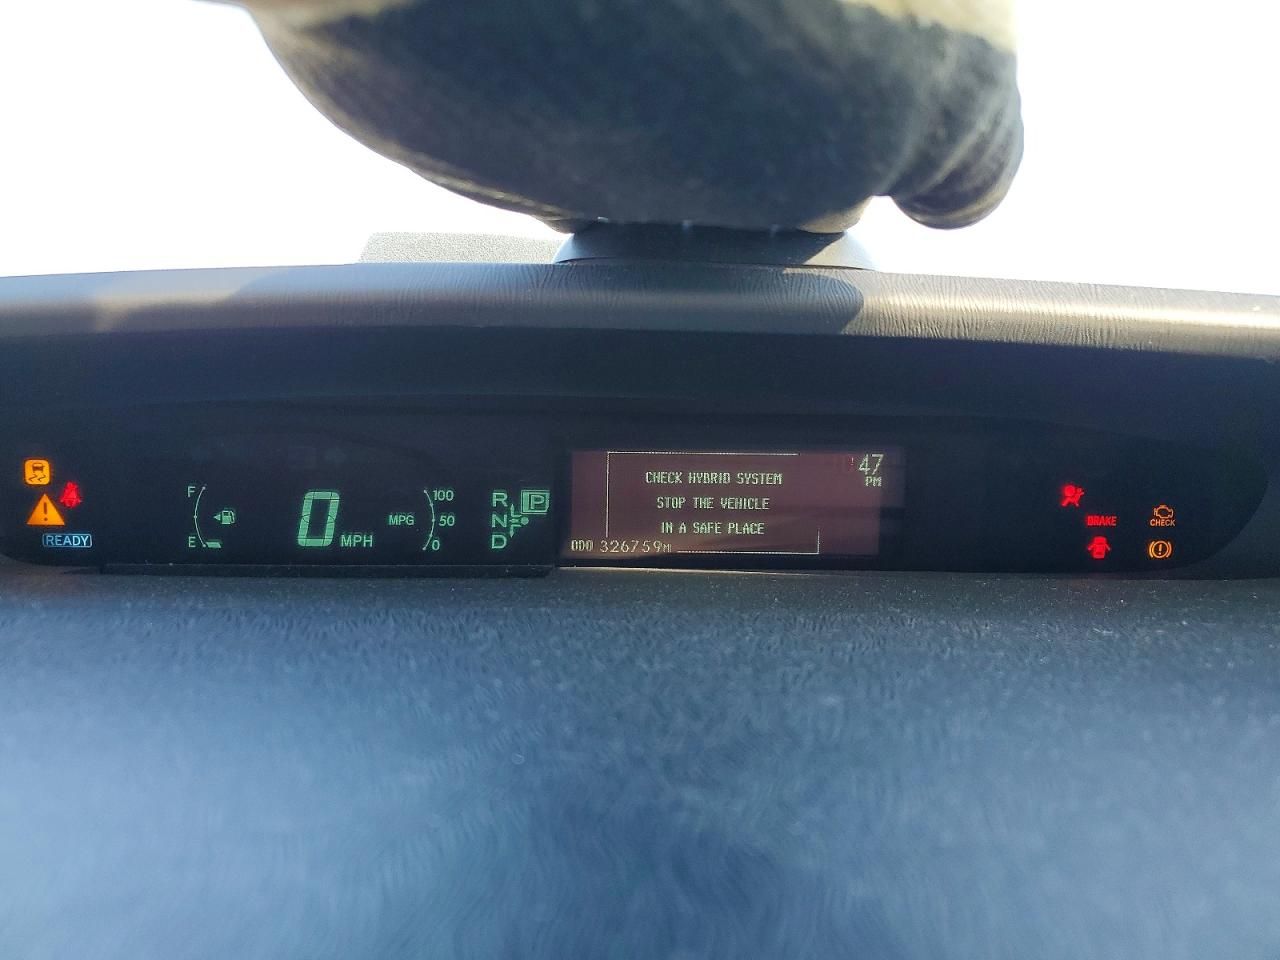 READY
F
E
0 MPH
MPG
100
50
0
R
N
D
P
47
PM
CHECK HYBRID SYSTEM
STOP THE VEHICLE
IN A SAFE PLACE
ODO 326759MI
BRAKE
CHECK